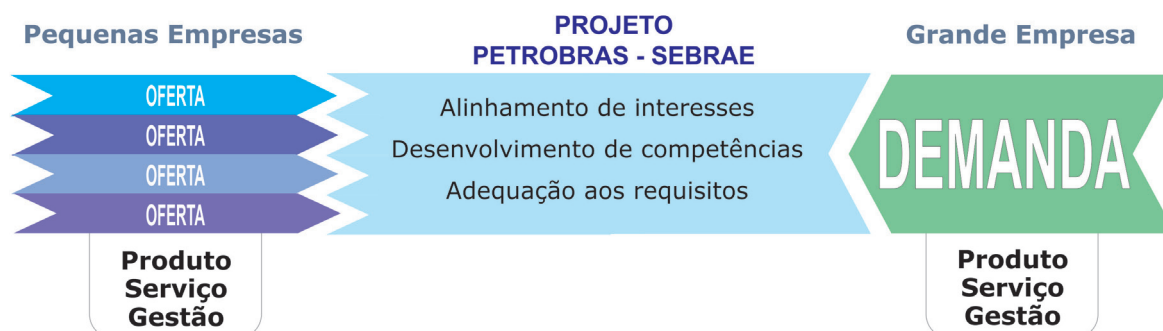 Pequenas Empresas
PROJETO
PETROBRAS - SEBRAE
Grande Empresa
OFERTA
OFERTA
OFERTA
OFERTA
Alinhamento de interesses
Desenvolvimento de competências
Adequação aos requisitos
DEMANDA
Produto
Serviço
Gestão
Produto
Serviço
Gestão